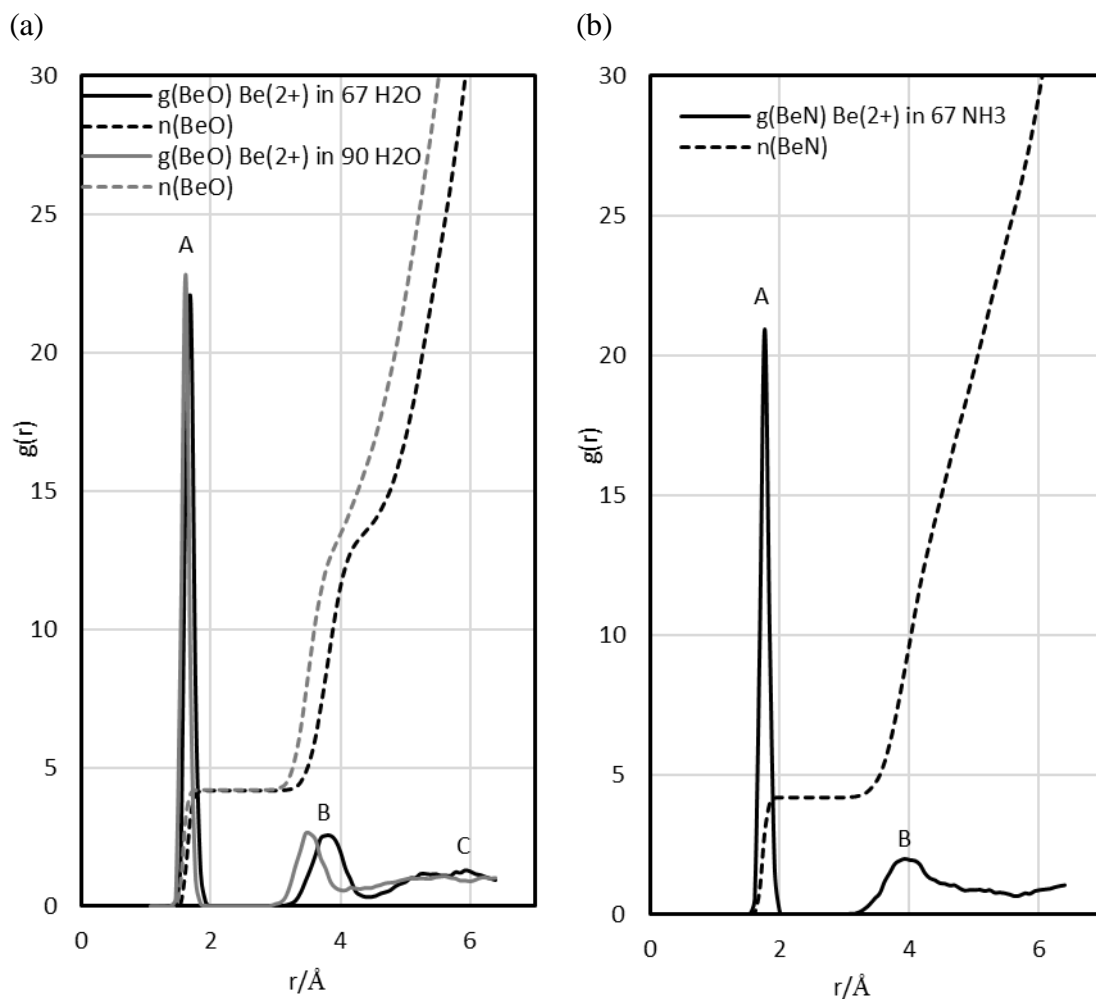 (a)
30
25
20
15
10
5
0
g(r)
g(BeO) Be(2+) in 67 H2O
n(BeO)
g(BeO) Be(2+) in 90 H2O
n(BeO)
A
B
C
0 2 4 6
r/Å
(b)
30
25
20
15
10
5
0
g(r)
g(BeN) Be(2+) in 67 NH3
n(BeN)
A
B
0 2 4 6
r/Å